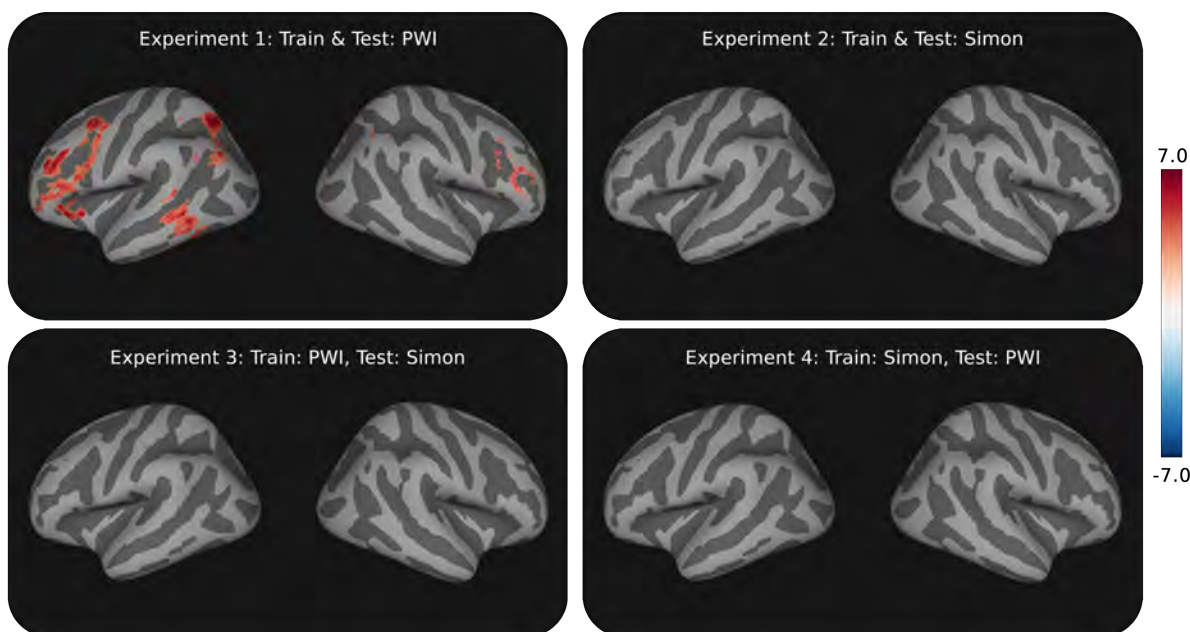 Experiment 1: Train & Test: PWI
Experiment 2: Train & Test: Simon
7.0
-7.0
Experiment 3: Train: PWI, Test: Simon
Experiment 4: Train: Simon, Test: PWI